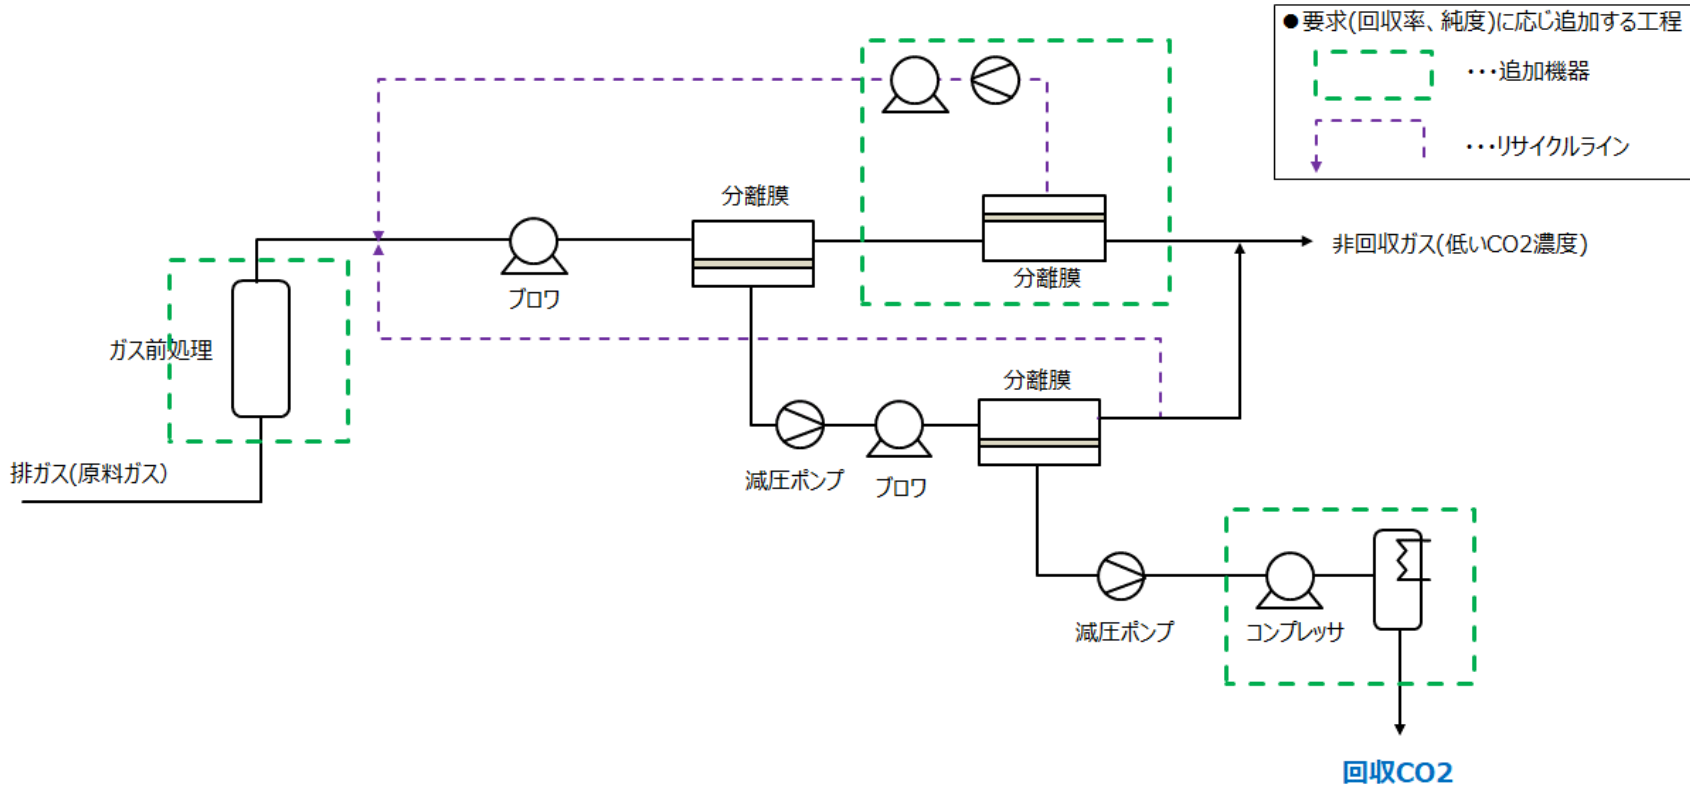 ●要求(回収率、純度)に応じ追加する工程
・・・追加機器
・・・リサイクルライン
分離膜
非回収ガス(低いCO2濃度)
分離膜
ブロワ
ガス前処理
分離膜
排ガス(原料ガス)
減圧ポンプ
ブロワ
減圧ポンプ
コンプレッサ
回収CO2